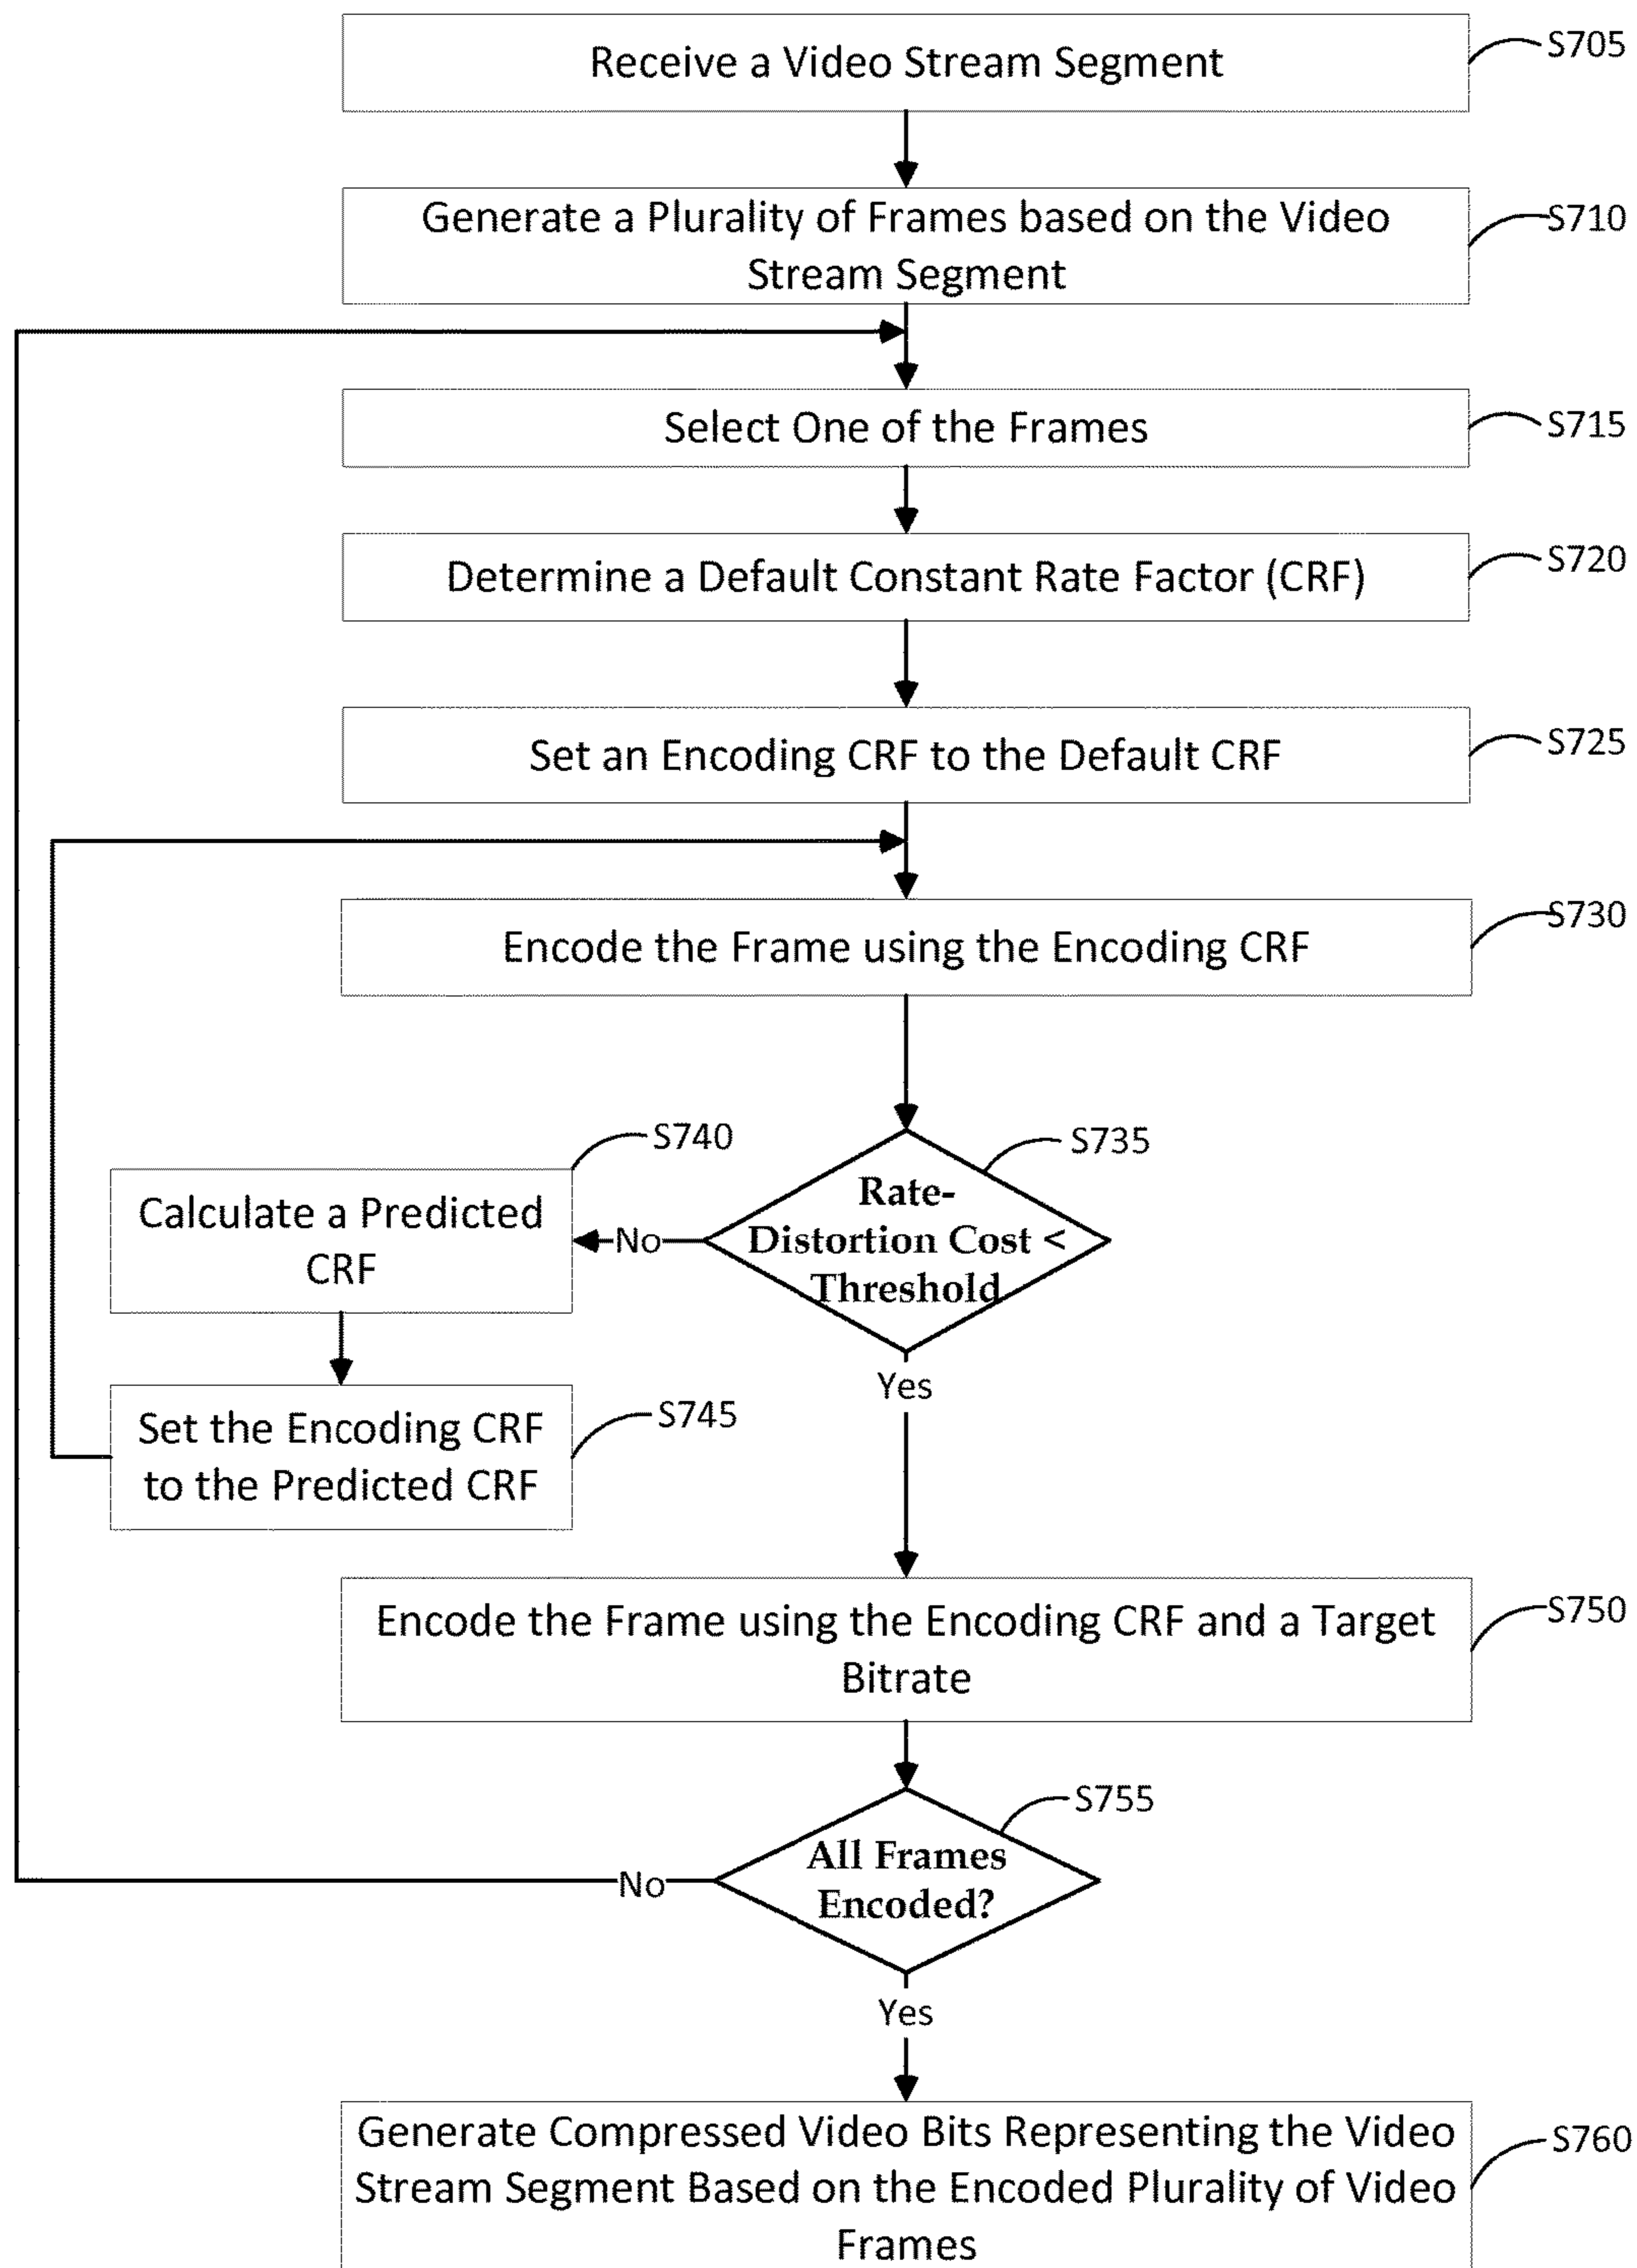 Receive a Video Stream Segment
S705
Generate a Plurality of Frames based on the Video
Stream Segment
S710
Select One of the Frames
S715
Determine a Default Constant Rate Factor (CRF)
S720
Set an Encoding CRF to the Default CRF
S725
Encode the Frame using the Encoding CRF
S730
Rate-
Distortion Cost <
Threshold
S735
No
Calculate a Predicted
CRF
S740
Set the Encoding CRF
to the Predicted CRF
S745
Yes
Encode the Frame using the Encoding CRF and a Target
Bitrate
S750
All Frames
Encoded?
S755
No
Yes
Generate Compressed Video Bits Representing the Video
Stream Segment Based on the Encoded Plurality of Video
Frames
S760